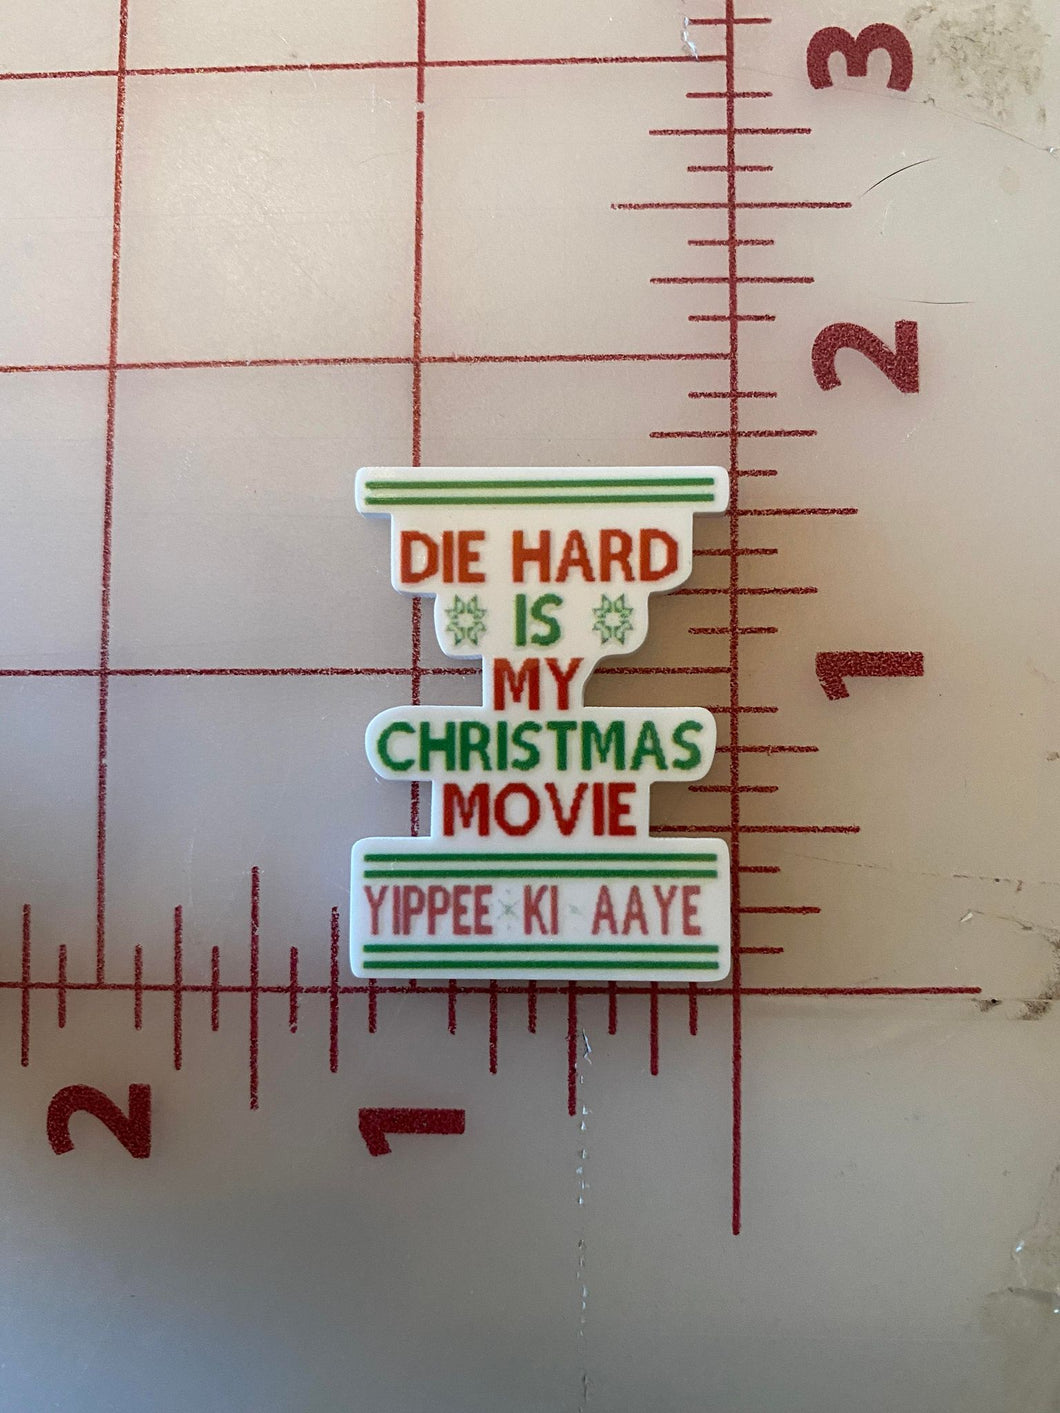 3
2
DIE HARD
IS
MY
1
CHRISTMAS
MOVIE
YIPPEE KI AAYE
2
1